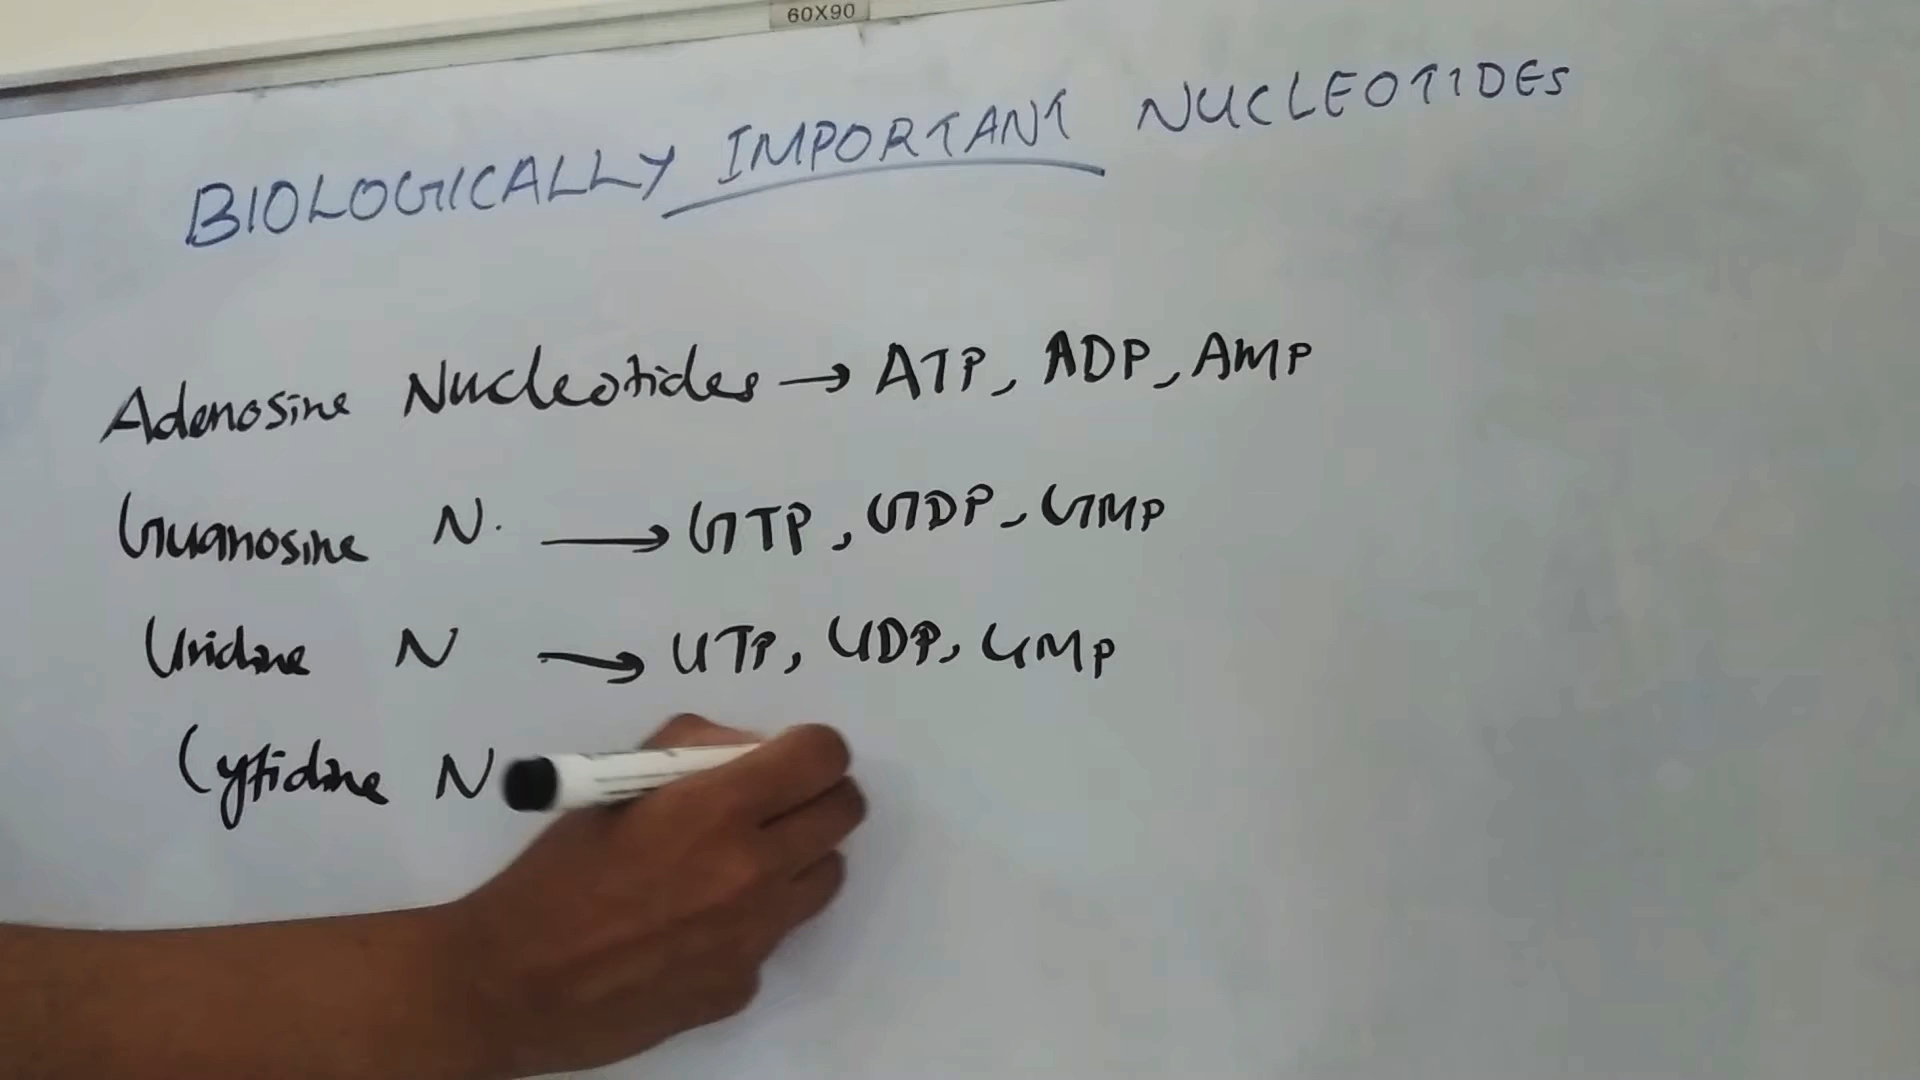 60X90
BIOLOGICALLY IMPORTANT NUCLEOTIDES
Adenosine Nucleotides → ATP, ADP, AMP
Guanosine N. → GTP, GDP, GMP
Uridine N → UTP, UDP, UMP
Cytidine N